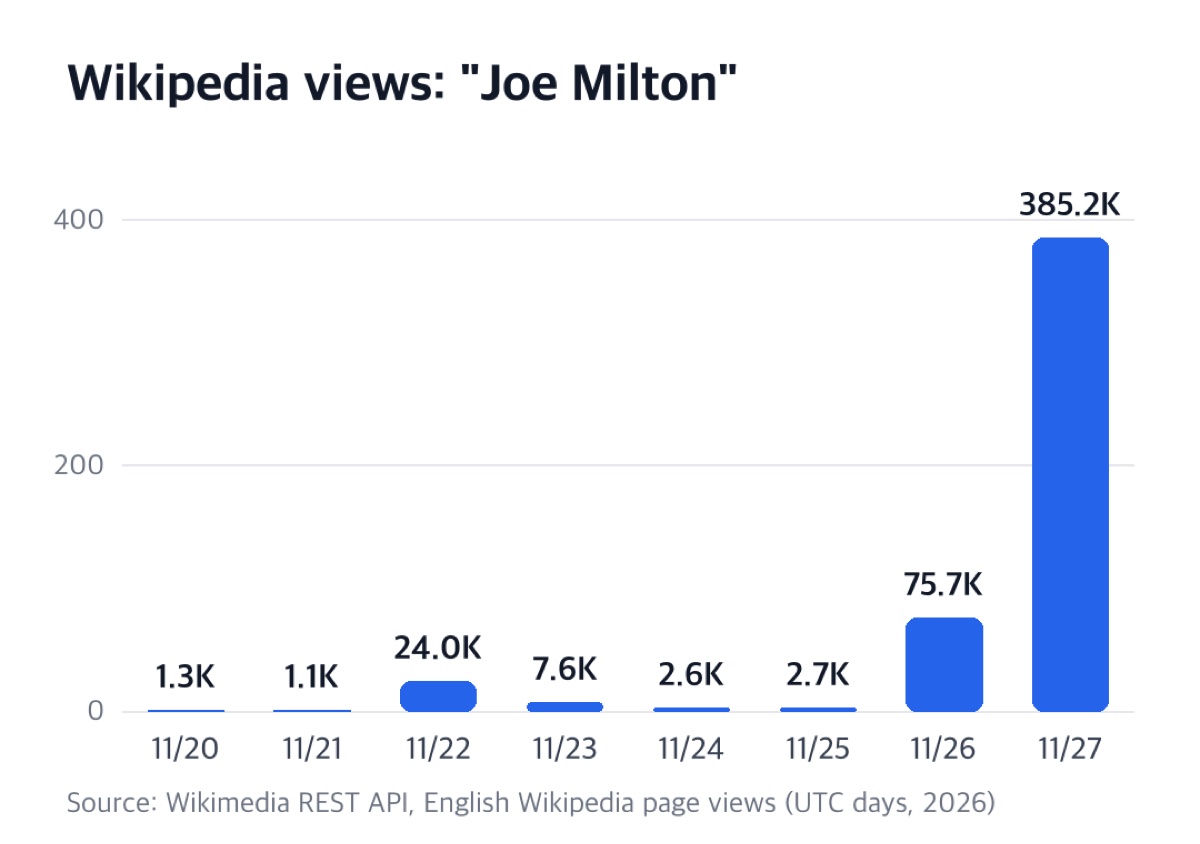 Wikipedia views: "Joe Milton"
400
200
0
1.3K
1.1K
24.0K
7.6K
2.6K
2.7K
75.7K
385.2K
11/20
11/21
11/22
11/23
11/24
11/25
11/26
11/27
Source: Wikimedia REST API, English Wikipedia page views (UTC days, 2026)